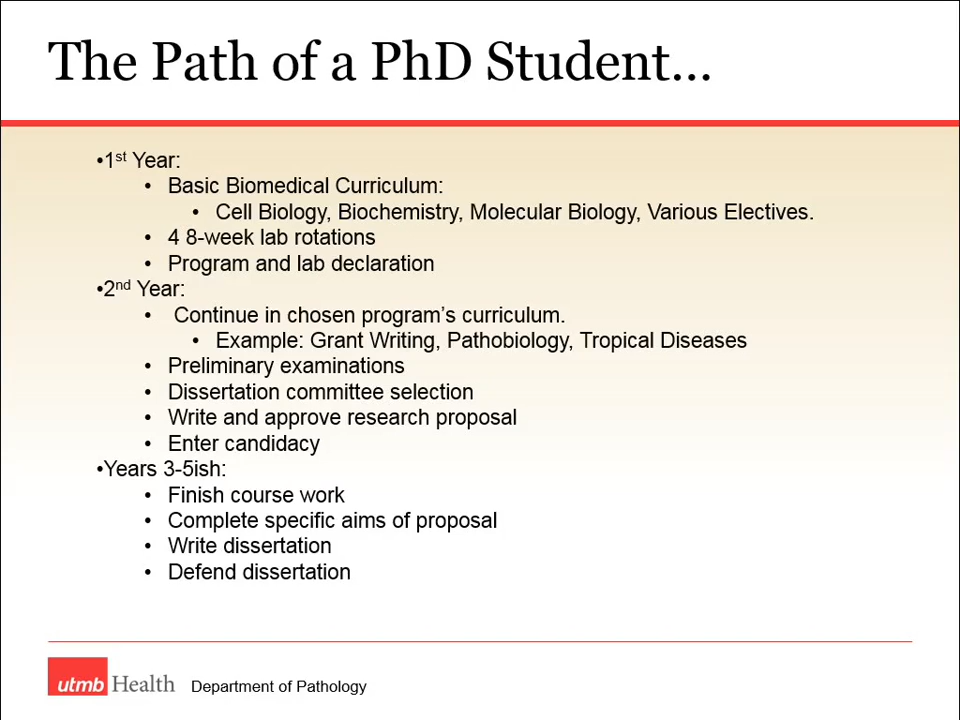 The Path of a PhD Student...
•1st Year:
• Basic Biomedical Curriculum:
• Cell Biology, Biochemistry, Molecular Biology, Various Electives.
• 4 8-week lab rotations
• Program and lab declaration
•2nd Year:
• Continue in chosen program's curriculum.
• Example: Grant Writing, Pathobiology, Tropical Diseases
• Preliminary examinations
• Dissertation committee selection
• Write and approve research proposal
• Enter candidacy
•Years 3-5ish:
• Finish course work
• Complete specific aims of proposal
• Write dissertation
• Defend dissertation
utmb Health Department of Pathology